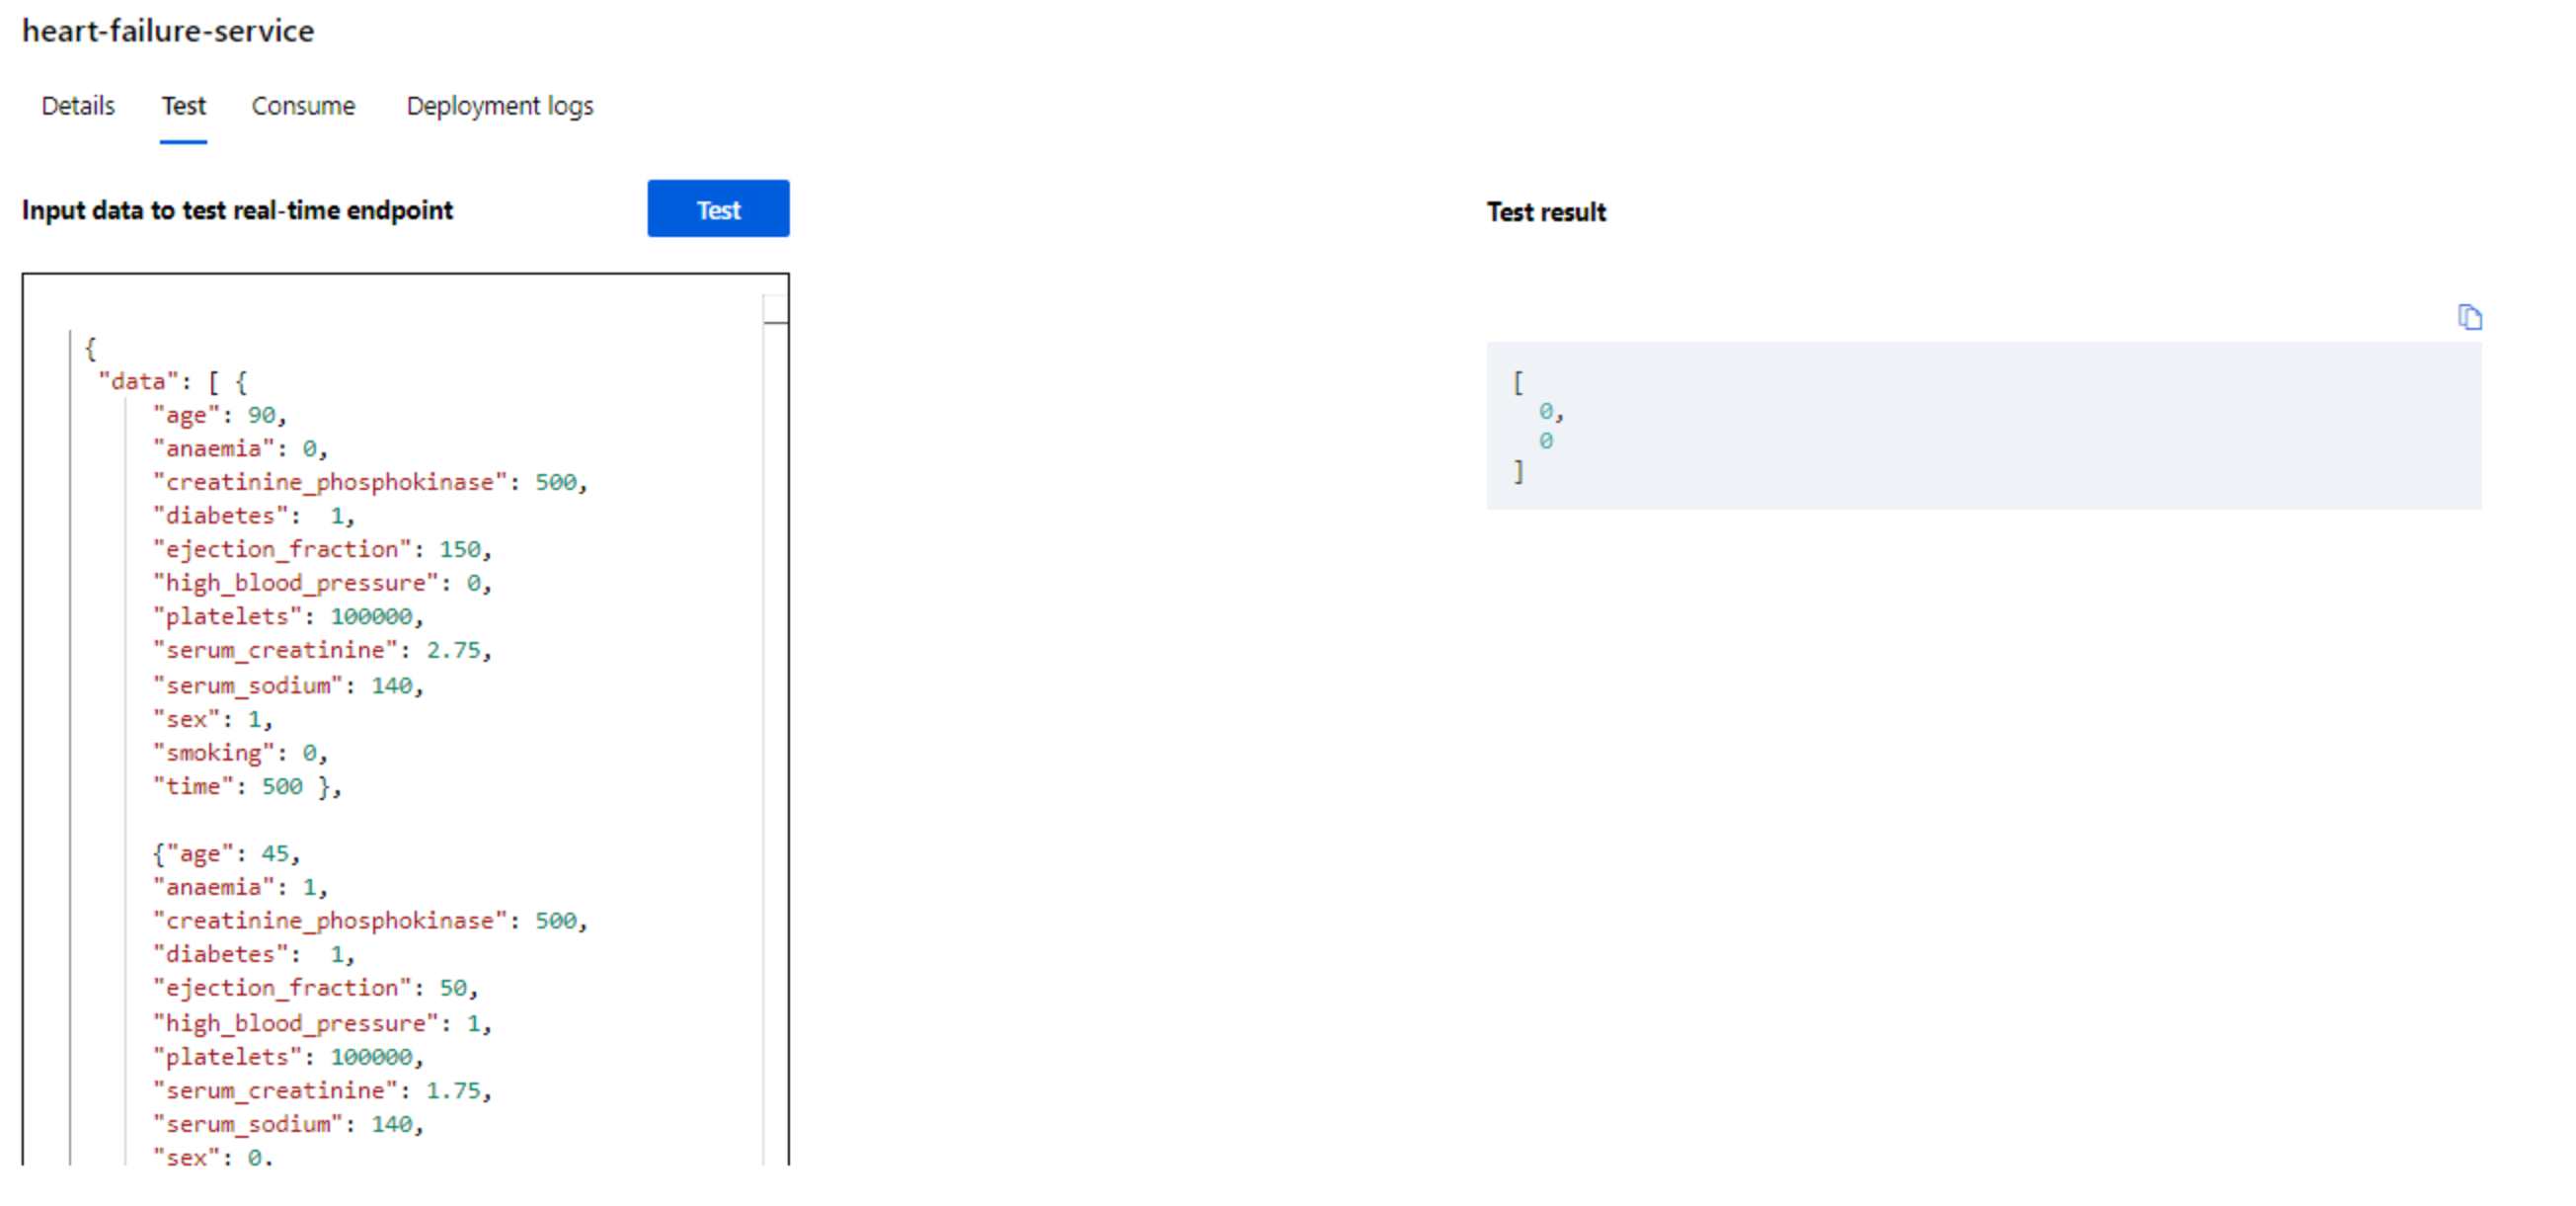 heart-failure-service
Details Test Consume Deployment logs
Input data to test real-time endpoint Test
{
"data": [ {
"age": 90,
"anaemia": 0,
"creatinine_phosphokinase": 500,
"diabetes":  1,
"ejection_fraction": 150,
"high_blood_pressure": 0,
"platelets": 100000,
"serum_creatinine": 2.75,
"serum_sodium": 140,
"sex": 1,
"smoking": 0,
"time": 500 },
{"age": 45,
"anaemia": 1,
"creatinine_phosphokinase": 500,
"diabetes":  1,
"ejection_fraction": 50,
"high_blood_pressure": 1,
"platelets": 100000,
"serum_creatinine": 1.75,
"serum_sodium": 140,
"sex": 0,
Test result
[
0,
0
]